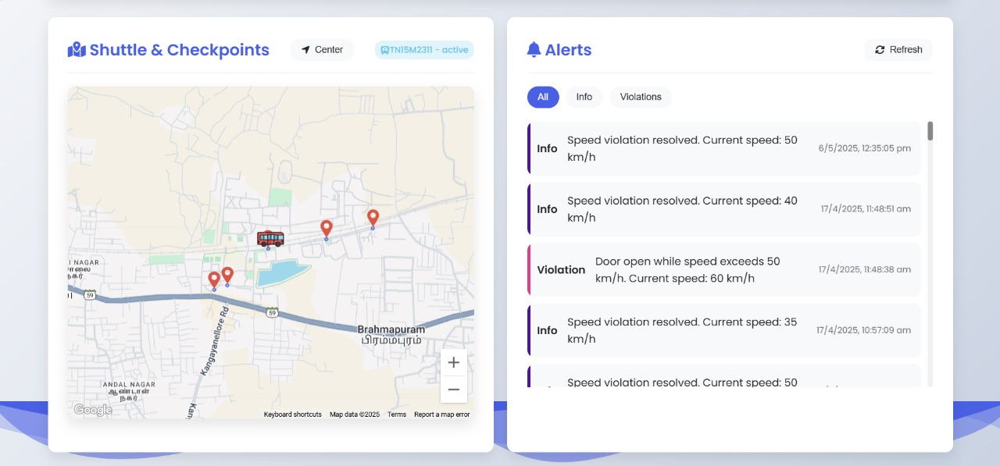 Shuttle & Checkpoints
Center
TN15M2311 - active
I NAGAR
நகர்
59
59
Kangayanellore Rd
Brahmapuram
பிரம்மபுரம்
ANDAL NAGAR
ஆண்டாள்
நகர்
Google
Keyboard shortcuts
Map data ©2025
Terms
Report a map error
Alerts
Refresh
All
Info
Violations
Info
Speed violation resolved. Current speed: 50
km/h
6/5/2025, 12:35:05 pm
Info
Speed violation resolved. Current speed: 40
km/h
17/4/2025, 11:48:51 am
Violation
Door open while speed exceeds 50
km/h. Current speed: 60 km/h
17/4/2025, 11:48:38 am
Info
Speed violation resolved. Current speed: 35
km/h
17/4/2025, 10:57:09 am
Speed violation resolved. Current speed: 50